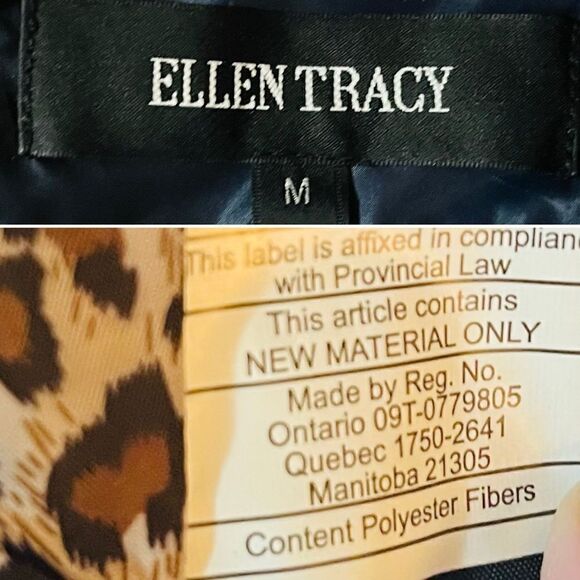 ELLEN TRACY
M
This label is affixed in complian
with Provincial Law
This article contains
NEW MATERIAL ONLY
Made by Reg. No.
Ontario 09T-0779805
Quebec 1750-2641
Manitoba 21305
Content Polyester Fibers